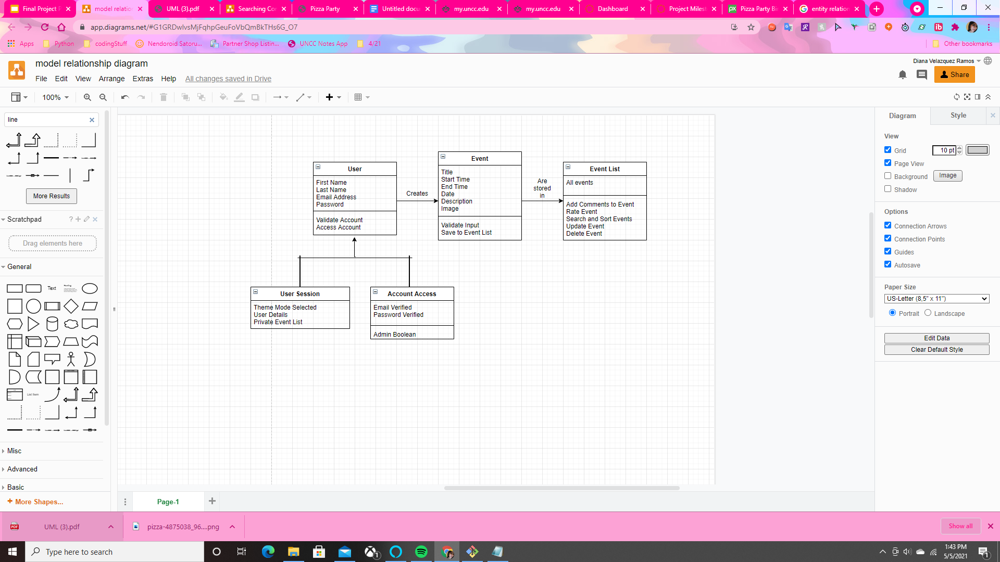 Final Project P
model relatio
UML (3).pdf
Searching Co
Pizza Party
Untitled docu
my.uncc.edu
my.uncc.edu
Dashboard
Project Milest
Pizza Party Bi
entity relation
app.diagrams.net/#G1GRDwIvsMjFqhpGeuFoVbQmBkTHs6G_O7
Apps
Python
codingStuff
Nendoroid Satoru...
Partner Shop Listin...
UNCC Notes App
4/21
Other bookmarks
model relationship diagram
Diana Velazquez Ramos
File Edit View Arrange Extras Help All changes saved in Drive
Share
100%
line
More Results
Scratchpad
?
Drag elements here
General
Text
Heading
List Item
Misc
Advanced
Basic
+ More Shapes...
User
First Name
Last Name
Email Address
Password
Validate Account
Access Account
Creates
Event
Title
Start Time
End Time
Date
Description
Image
Validate Input
Save to Event List
Are
stored
in
Event List
All events
Add Comments to Event
Rate Event
Search and Sort Events
Update Event
Delete Event
User Session
Theme Mode Selected
User Details
Private Event List
Account Access
Email Verified
Password Verified
Admin Boolean
Page-1
Diagram
Style
View
Grid
10 pt
Page View
Background
Image
Shadow
Options
Connection Arrows
Connection Points
Guides
Autosave
Paper Size
US-Letter (8,5" x 11")
Portrait
Landscape
Edit Data
Clear Default Style
PDF
UML (3).pdf
pizza-4875038_96....png
Show all
Type here to search
1
1:43 PM
5/5/2021
1